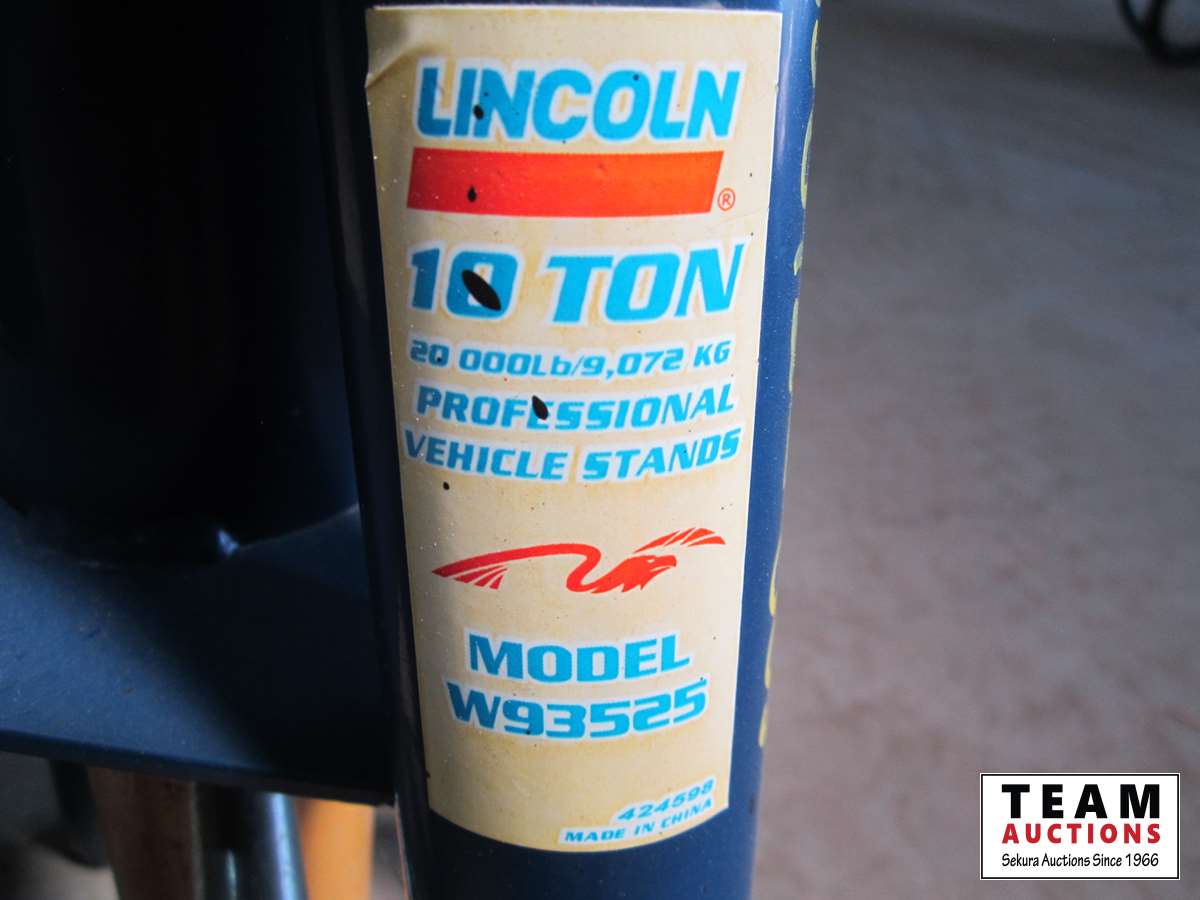 LINCOLN
®
10 TON
20 000Lb/9,072 KG
PROFESSIONAL
VEHICLE STANDS
MODEL
W93525
424598
MADE IN CHINA
TEAM
AUCTIONS
Sekura Auctions Since 1966